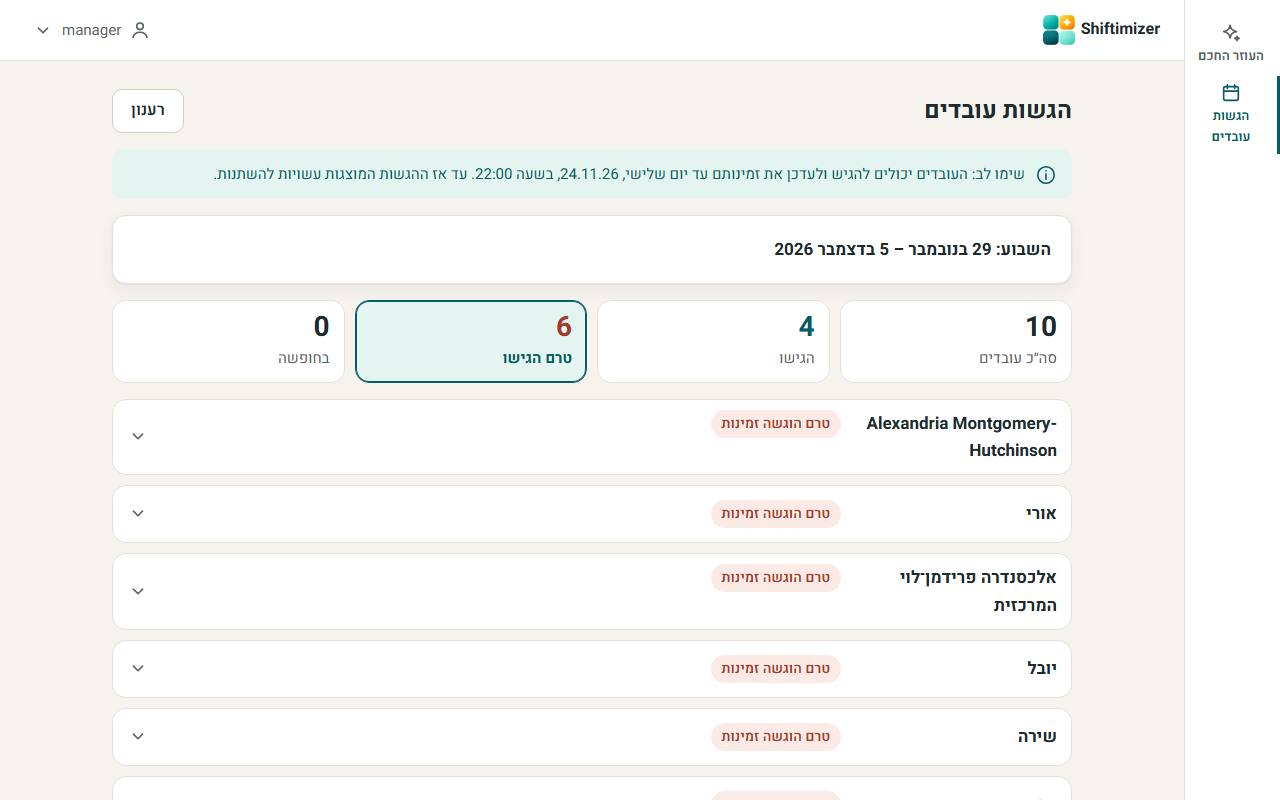 Shiftimizer
manager
העוזר החכם
הגשות
עובדים
הגשות עובדים
רענון
שימו לב: העובדים יכולים להגיש ולעדכן את זמינותם עד יום שלישי, 24.11.26, בשעה 22:00. עד אז ההגשות המוצגות עשויות להשתנות.
השבוע: 29 בנובמבר – 5 בדצמבר 2026
10
סה״כ עובדים
4
הגישו
6
טרם הגישו
0
בחופשה
Alexandria Montgomery-
Hutchinson
טרם הוגשה זמינות
אורי
טרם הוגשה זמינות
אלכסנדרה פרידמן־לוי
המרכזית
טרם הוגשה זמינות
יובל
טרם הוגשה זמינות
שירה
טרם הוגשה זמינות